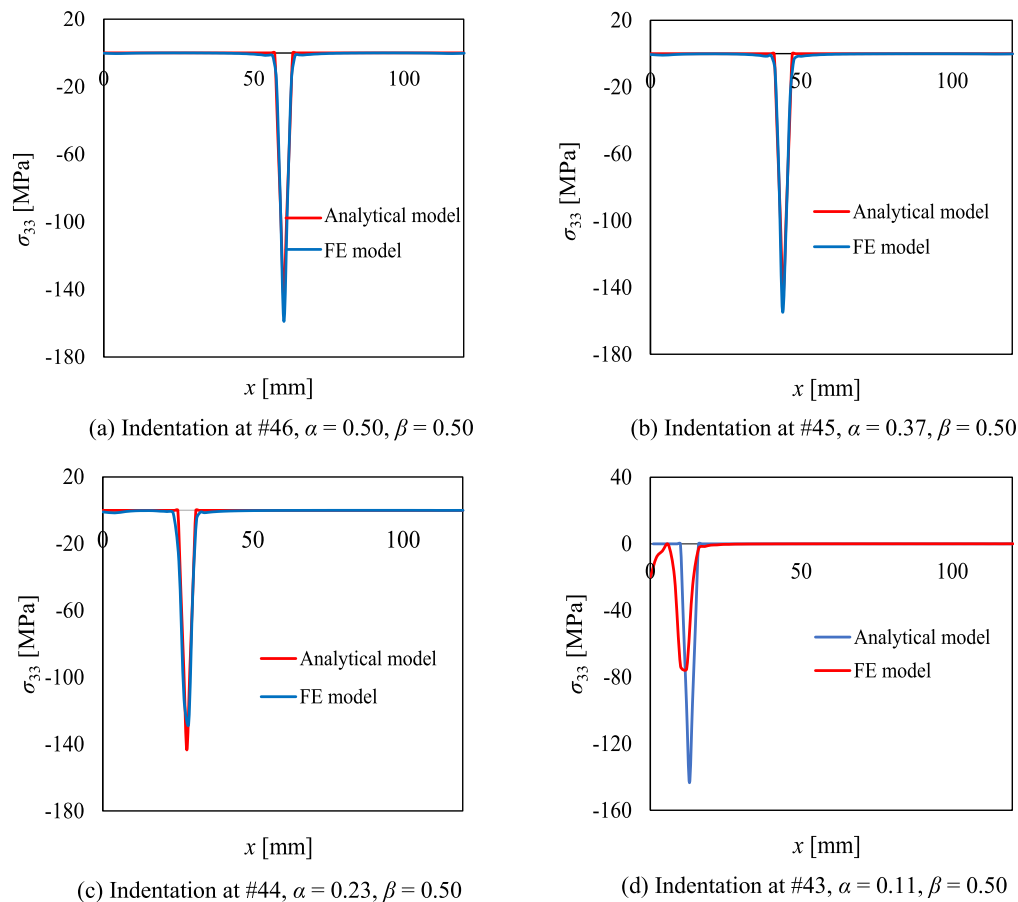 20
0
-20
-60
-100
-140
-180
0
50
100
σ33 [MPa]
Analytical model
FE model
x [mm]
(a) Indentation at #46, α = 0.50, β = 0.50
20
0
-20
-60
-100
-140
-180
0
50
100
σ33 [MPa]
Analytical model
FE model
x [mm]
(b) Indentation at #45, α = 0.37, β = 0.50
20
0
-20
-60
-100
-140
-180
50
100
σ33 [MPa]
Analytical model
FE model
x [mm]
(c) Indentation at #44, α = 0.23, β = 0.50
40
0
-40
-80
-120
-160
0
50
100
σ33 [MPa]
Analytical model
FE model
x [mm]
(d) Indentation at #43, α = 0.11, β = 0.50